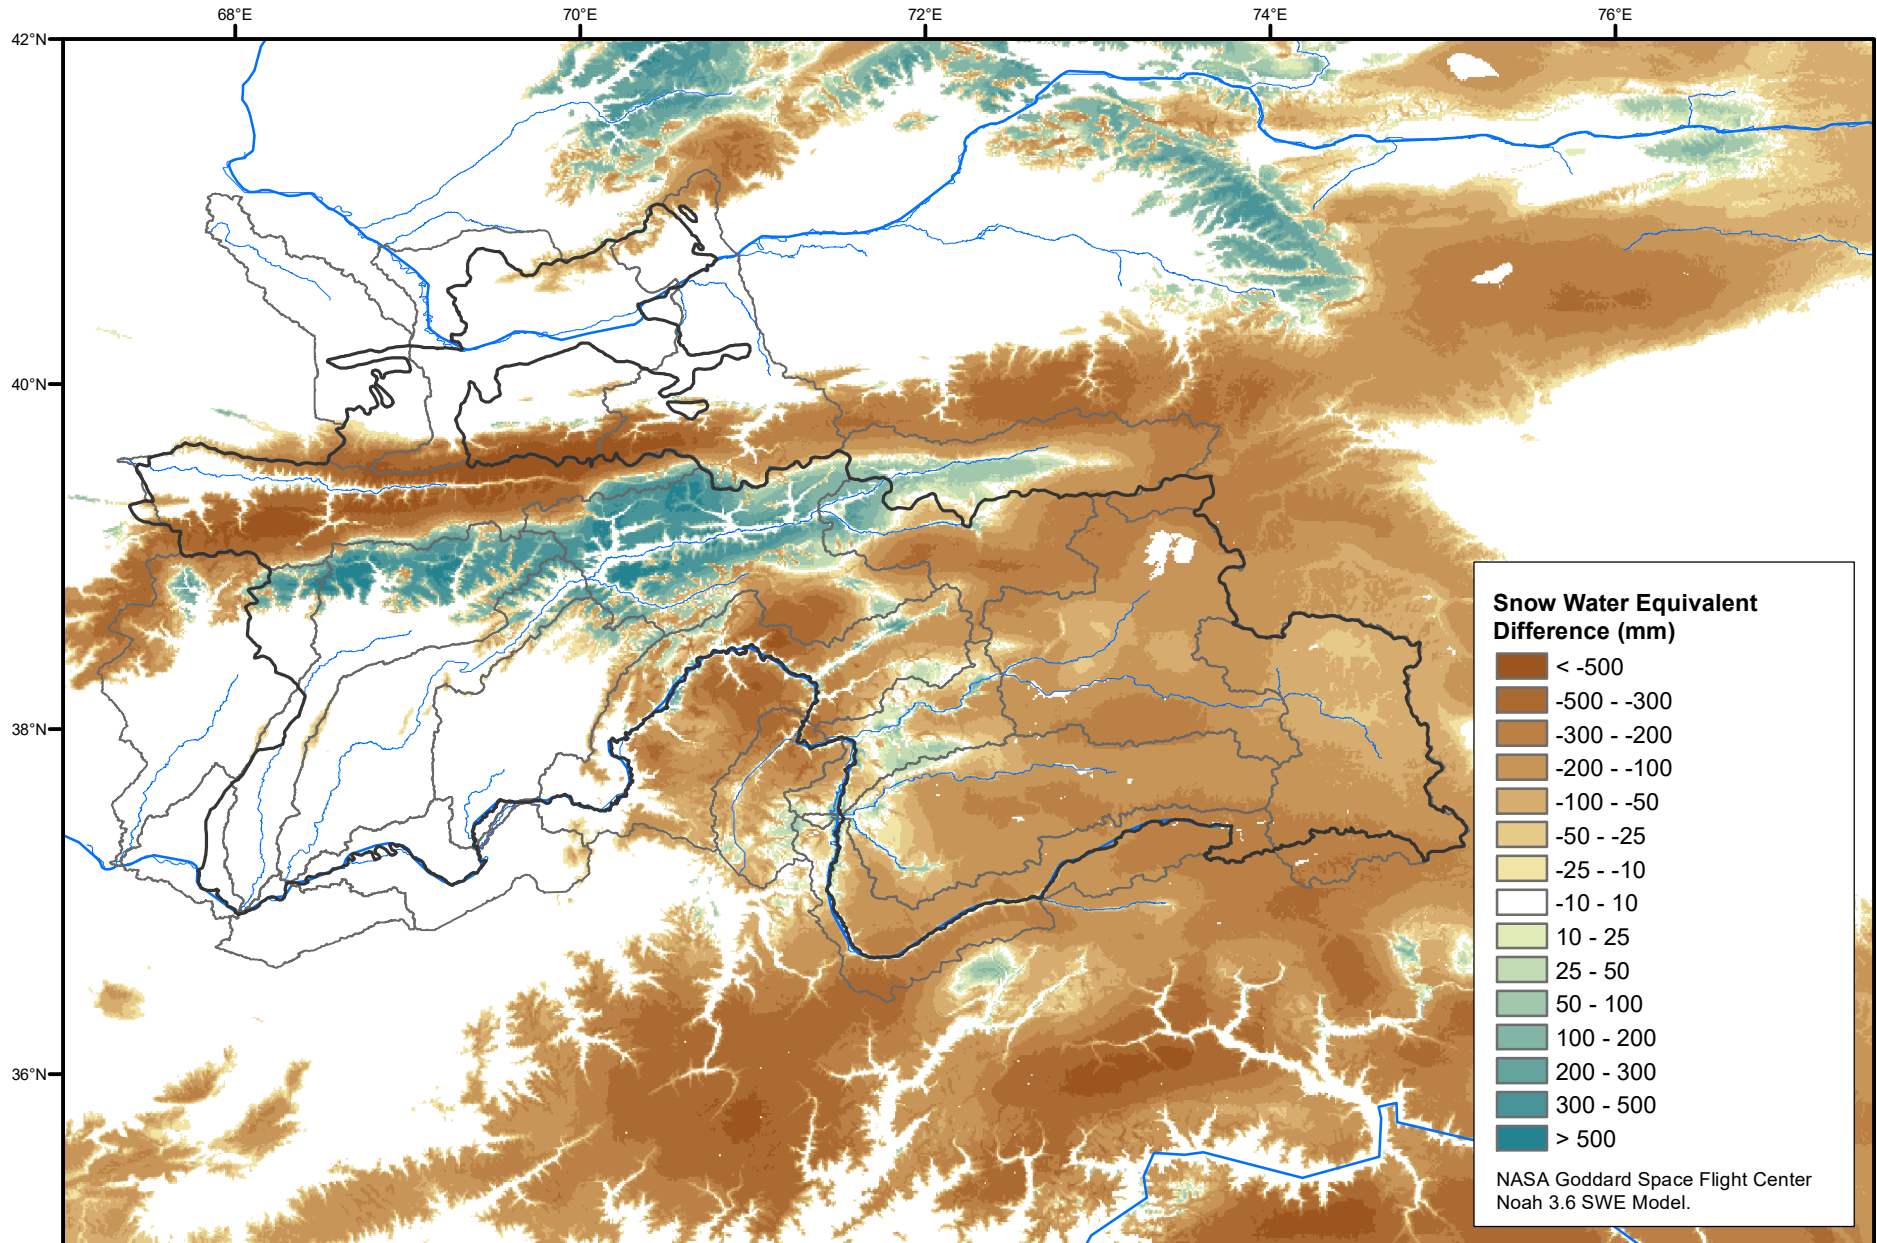 68°E 70°E 72°E 74°E 76°E
42°N
40°N
38°N
36°N
Snow Water Equivalent
Difference (mm)
< -500
-500 - -300
-300 - -200
-200 - -100
-100 - -50
-50 - -25
-25 - -10
-10 - 10
10 - 25
25 - 50
50 - 100
100 - 200
200 - 300
300 - 500
> 500
NASA Goddard Space Flight Center
Noah 3.6 SWE Model.